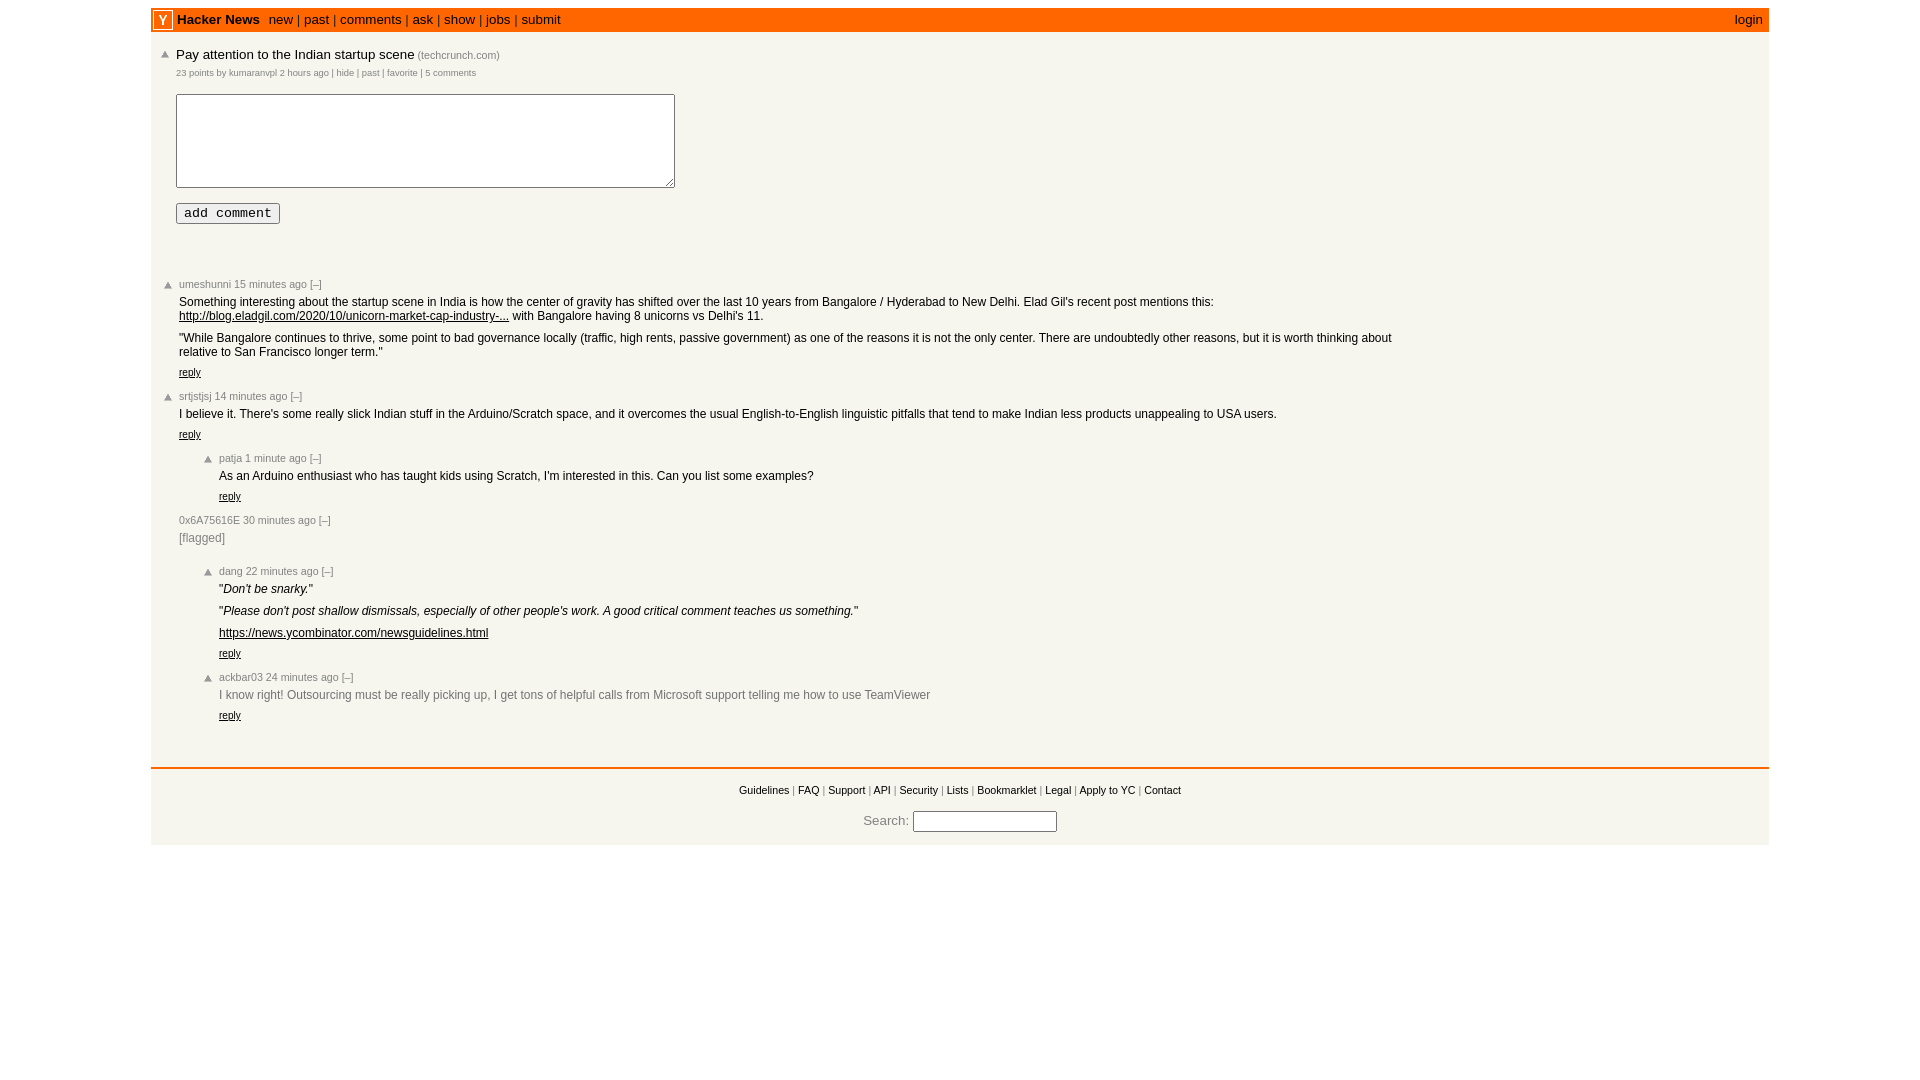 Y Hacker News new | past | comments | ask | show | jobs | submit login
Pay attention to the Indian startup scene (techcrunch.com)
23 points by kumaranvpl 2 hours ago | hide | past | favorite | 5 comments
add comment
umeshunni 15 minutes ago [–]
Something interesting about the startup scene in India is how the center of gravity has shifted over the last 10 years from Bangalore / Hyderabad to New Delhi. Elad Gil's recent post mentions this:
http://blog.eladgil.com/2020/10/unicorn-market-cap-industry-... with Bangalore having 8 unicorns vs Delhi's 11.
"While Bangalore continues to thrive, some point to bad governance locally (traffic, high rents, passive government) as one of the reasons it is not the only center. There are undoubtedly other reasons, but it is worth thinking about
relative to San Francisco longer term."
reply
srtjstjsj 14 minutes ago [–]
I believe it. There's some really slick Indian stuff in the Arduino/Scratch space, and it overcomes the usual English-to-English linguistic pitfalls that tend to make Indian less products unappealing to USA users.
reply
patja 1 minute ago [–]
As an Arduino enthusiast who has taught kids using Scratch, I'm interested in this. Can you list some examples?
reply
0x6A75616E 30 minutes ago [–]
[flagged]
dang 22 minutes ago [–]
"Don't be snarky."
"Please don't post shallow dismissals, especially of other people's work. A good critical comment teaches us something."
https://news.ycombinator.com/newsguidelines.html
reply
ackbar03 24 minutes ago [–]
I know right! Outsourcing must be really picking up, I get tons of helpful calls from Microsoft support telling me how to use TeamViewer
reply
Guidelines | FAQ | Support | API | Security | Lists | Bookmarklet | Legal | Apply to YC | Contact
Search: